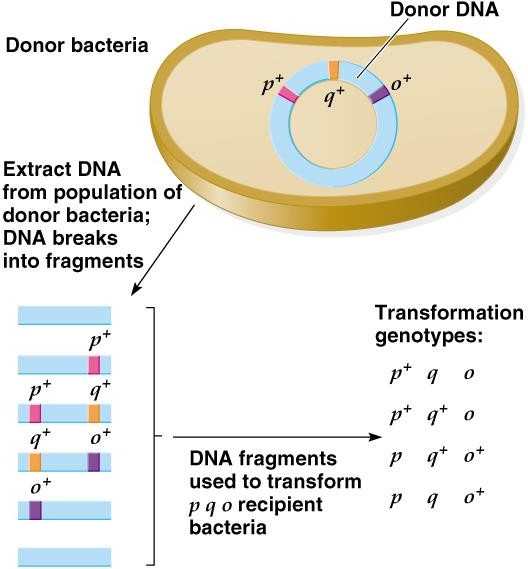 Donor DNA
Donor bacteria
p+
q+
o+
Extract DNA
from population of
donor bacteria;
DNA breaks
into fragments
p+
p+ q+
q+ o+
o+
DNA fragments
used to transform
p q o recipient
bacteria
Transformation
genotypes:
p+ q o
p+ q+ o
p q+ o+
p q o+